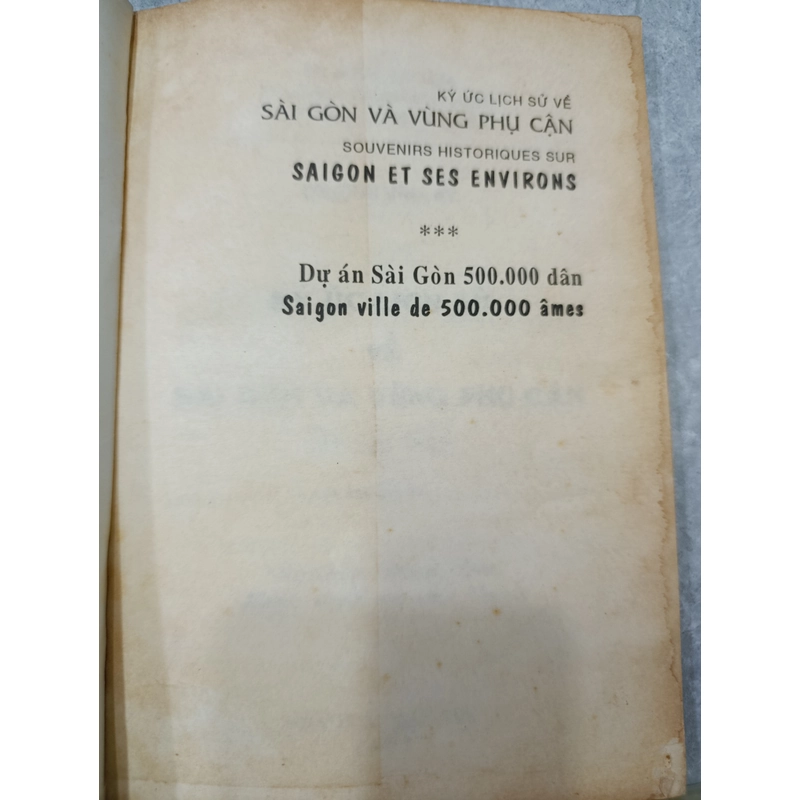 KÝ ỨC LỊCH SỬ VỀ
SÀI GÒN VÀ VÙNG PHỤ CẬN
SOUVENIRS HISTORIQUES SUR
SAIGON ET SES ENVIRONS
***
Dự án Sài Gòn 500.000 dân
Saigon ville de 500.000 âmes